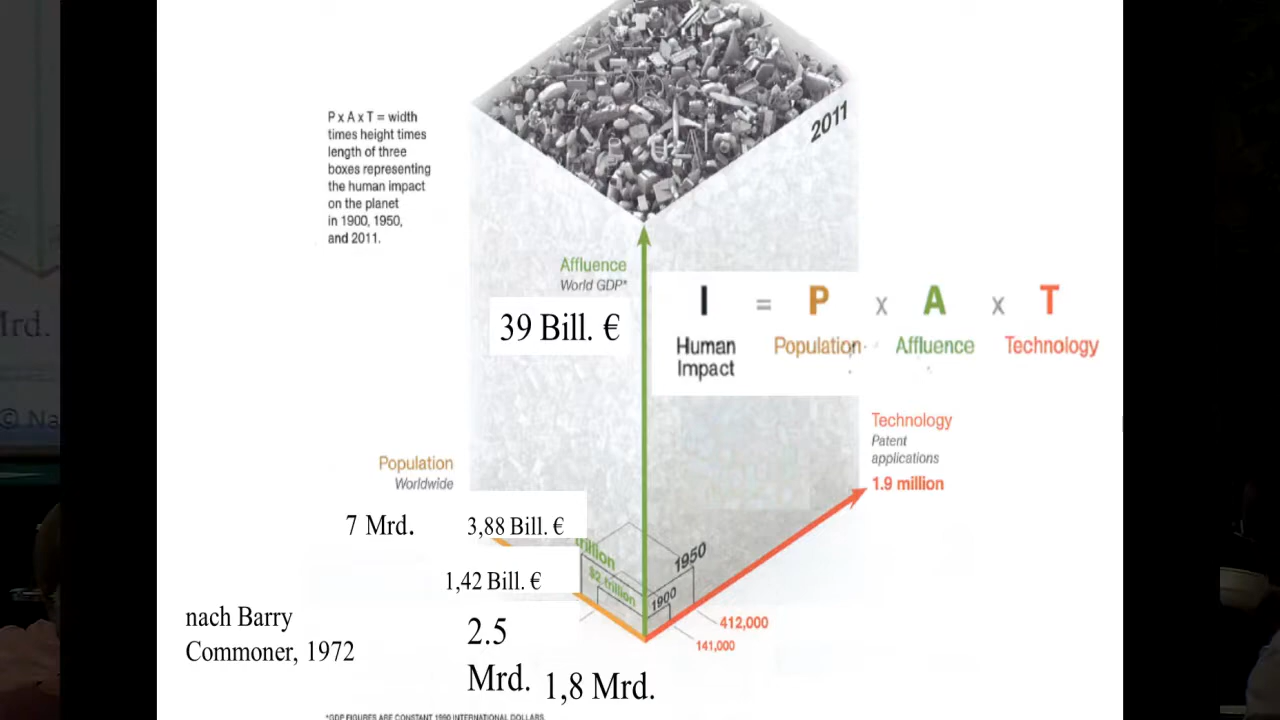 P x A x T = width
times height times
length of three
boxes representing
the human impact
on the planet
in 1900, 1950,
and 2011.
2011
Affluence
World GDP*
39 Bill. €
I = P x A x T
Human
Impact
Population
Affluence
Technology
Technology
Patent
applications
1.9 million
Population
Worldwide
7 Mrd.
3,88 Bill. €
trillion
1950
1,42 Bill. €
$2 trillion
1900
nach Barry
Commoner, 1972
2.5
Mrd.
1,8 Mrd.
412,000
141,000
*GDP FIGURES ARE CONSTANT 1990 INTERNATIONAL DOLLARS.
Mrd.
© Na